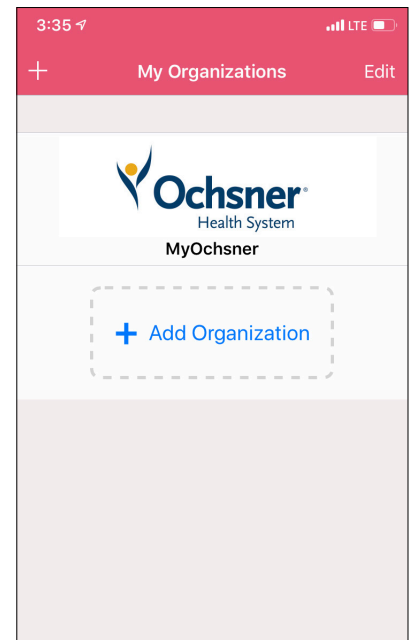 3:35 LTE
+ My Organizations Edit
Ochsner
Health System
MyOchsner
+ Add Organization